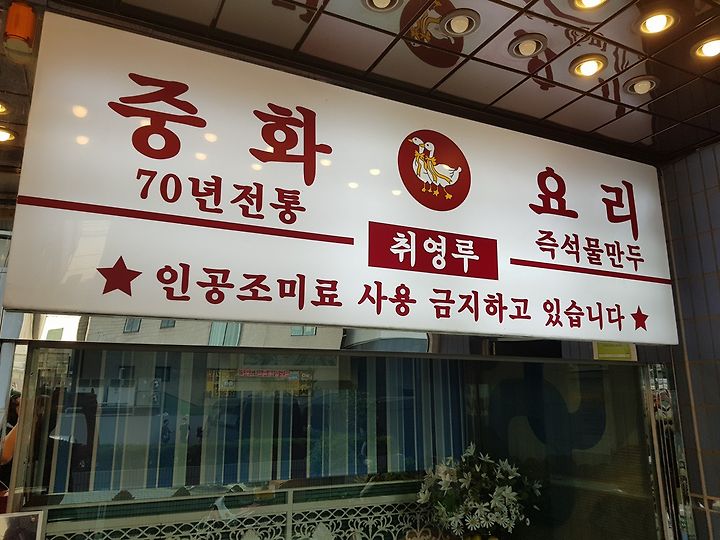 중화 요리
70년전통
취영루
즉석물만두
★ 인공조미료 사용 금지하고 있습니다 ★